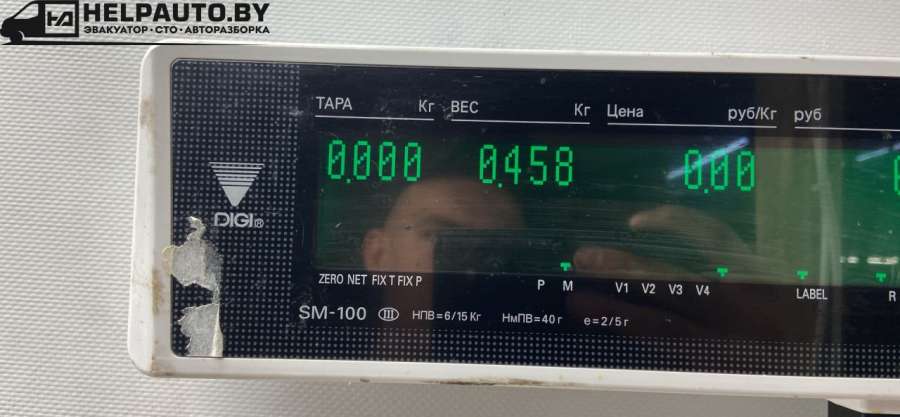 HELPAUTO.BY
ЭВАКУАТОР · СТО · АВТОРАЗБОРКА
ТАРА Кг ВЕС Кг Цена руб/Кг руб
0.000 0.458 0.00
DIGI®
ZERO NET FIX T FIX P P M V1 V2 V3 V4 LABEL R
SM-100 III НПВ=6/15 Кг НмПВ=40 г е=2/5 г